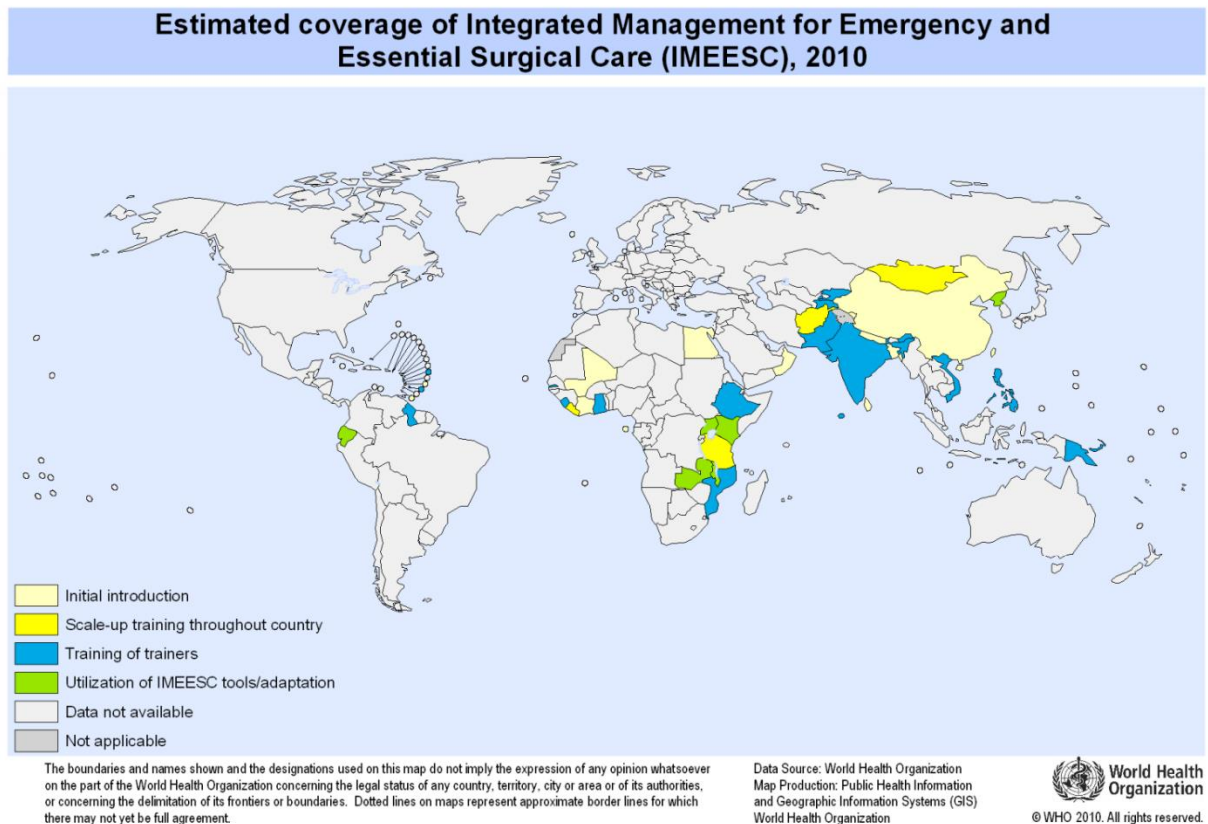 Estimated coverage of Integrated Management for Emergency and
Essential Surgical Care (IMEESC), 2010
Initial introduction
Scale-up training throughout country
Training of trainers
Utilization of IMEESC tools/adaptation
Data not available
Not applicable
The boundaries and names shown and the designations used on this map do not imply the expression of any opinion whatsoever
on the part of the World Health Organization concerning the legal status of any country, territory, city or area or of its authorities,
or concerning the delimitation of its frontiers or boundaries.  Dotted lines on maps represent approximate border lines for which
there may not yet be full agreement.
Data Source: World Health Organization
Map Production: Public Health Information
and Geographic Information Systems (GIS)
World Health Organization
World Health
Organization
© WHO 2010. All rights reserved.